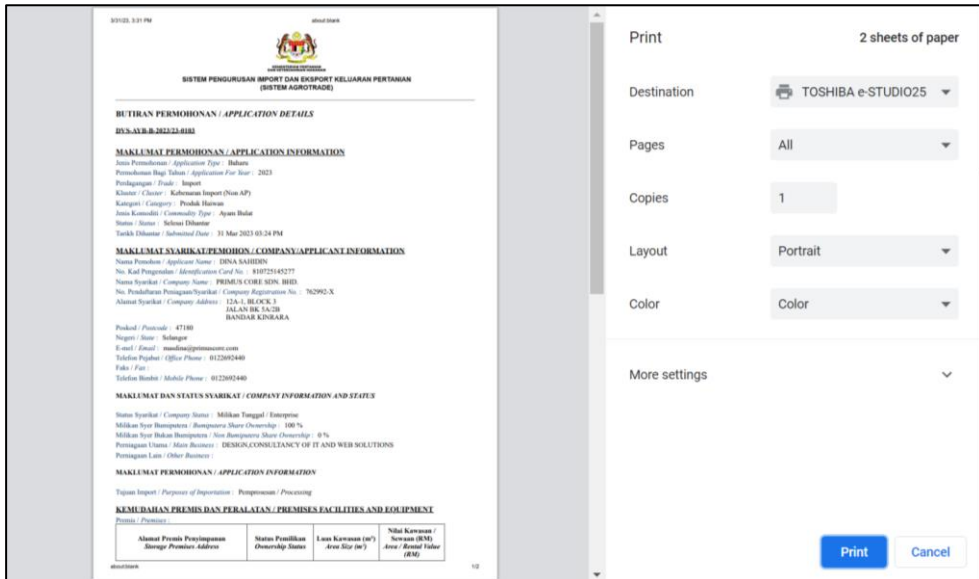 3/31/23, 3:31 PM about:blank
KEMENTERIAN PERTANIAN
DAN KETERJAMINAN MAKANAN
SISTEM PENGURUSAN IMPORT DAN EKSPORT KELUARAN PERTANIAN
(SISTEM AGROTRADE)
BUTIRAN PERMOHONAN / APPLICATION DETAILS
DVS-AYB-B-2023/23-0103
MAKLUMAT PERMOHONAN / APPLICATION INFORMATION
Jenis Permohonan / Application Type : Baharu
Permohonan Bagi Tahun / Application For Year : 2023
Perdagangan / Trade : Import
Kluster / Cluster : Kebenaran Import (Non AP)
Kategori / Category : Produk Haiwan
Jenis Komoditi / Commodity Type : Ayam Bulat
Status / Status : Selesai Dihantar
Tarikh Dihantar / Submitted Date : 31 Mar 2023 03:24 PM
MAKLUMAT SYARIKAT/PEMOHON / COMPANY/APPLICANT INFORMATION
Nama Pemohon / Applicant Name : DINA SAHIDIN
No. Kad Pengenalan / Identification Card No. : 810725145277
Nama Syarikat / Company Name : PRIMUS CORE SDN. BHD.
No. Pendaftaran Peniagaan/Syarikat / Company Registration No. : 762992-X
Alamat Syarikat / Company Address : 12A-1, BLOCK 3
JALAN BK 5A/2B
BANDAR KINRARA
Poskod / Postcode : 47180
Negeri / State : Selangor
E-mel / Email : masdina@primuscore.com
Telefon Pejabat / Office Phone : 0122692440
Faks / Fax :
Telefon Bimbit / Mobile Phone : 0122692440
MAKLUMAT DAN STATUS SYARIKAT / COMPANY INFORMATION AND STATUS
Status Syarikat / Company Status : Milikan Tunggal / Enterprise
Milikan Syer Bumiputera / Bumiputera Share Ownership : 100 %
Milikan Syer Bukan Bumiputera / Non Bumiputera Share Ownership : 0 %
Perniagaan Utama / Main Business : DESIGN,CONSULTANCY OF IT AND WEB SOLUTIONS
Perniagaan Lain / Other Business :
MAKLUMAT PERMOHONAN / APPLICATION INFORMATION
Tujuan Import / Purposes of Importation : Pemprosesan / Processing
KEMUDAHAN PREMIS DAN PERALATAN / PREMISES FACILITIES AND EQUIPMENT
Premis / Premises :
Alamat Premis Penyimpanan Status Pemilikan Luas Kawasan (m²) Nilai Kawasan / Sewaan (RM)
Storage Premises Address Ownership Status Area Size (m²) Area / Rental Value (RM)
about:blank 1/2
Print 2 sheets of paper
Destination TOSHIBA e-STUDIO25
Pages All
Copies 1
Layout Portrait
Color Color
More settings
Print Cancel